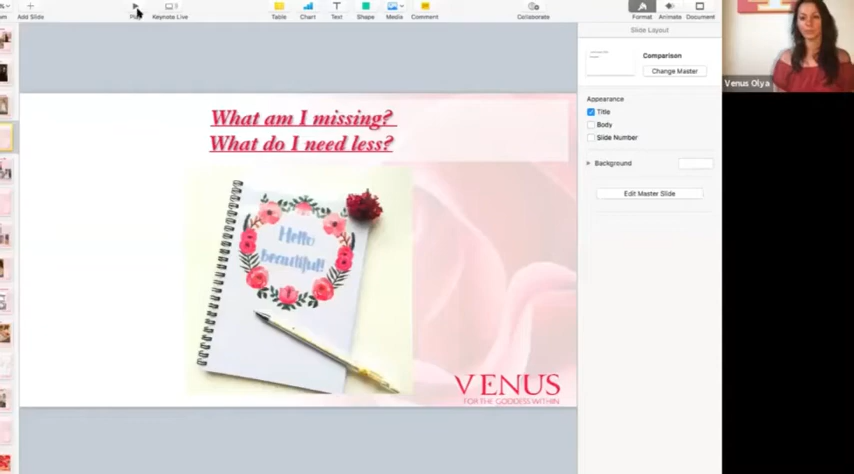 Add Slide
Play
Keynote Live
Table
Chart
Text
Shape
Media
Comment
Collaborate
Format
Animate
Document
Slide Layout
Comparison
Change Master
Appearance
Title
Body
Slide Number
Background
Edit Master Slide
Venus Olya
What am I missing?
What do I need less?
Hello
beautiful!
VENUS
FOR THE GODDESS WITHIN